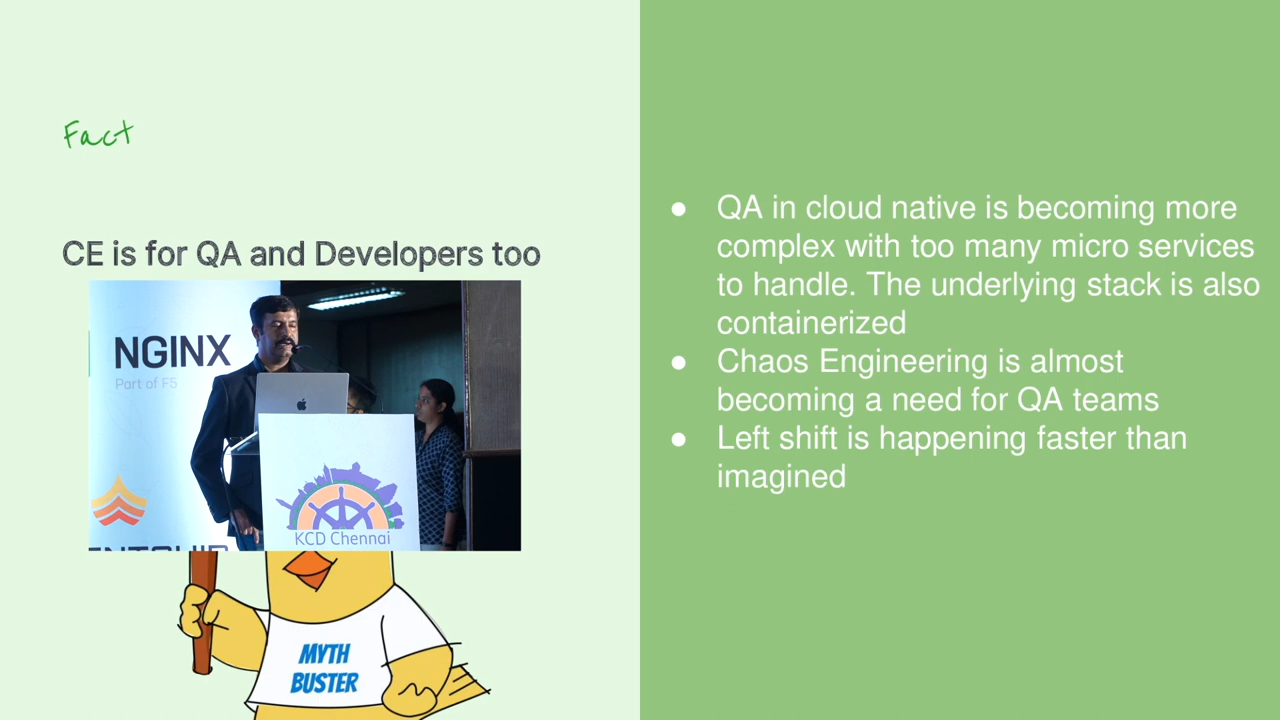 Fact
CE is for QA and Developers too
NGINX
Part of F5
KCD Chennai
MYTH
BUSTER
● QA in cloud native is becoming more
complex with too many micro services
to handle. The underlying stack is also
containerized
● Chaos Engineering is almost
becoming a need for QA teams
● Left shift is happening faster than
imagined